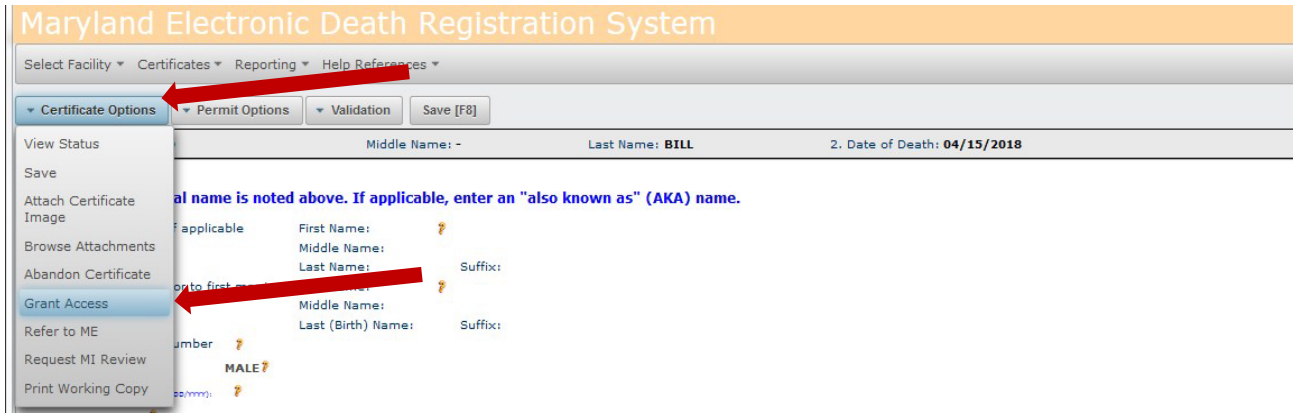 Maryland Electronic Death Registration System
Select Facility Certificates Reporting Help References
Certificate Options Permit Options Validation Save [F8]
View Status Middle Name: - Last Name: BILL 2. Date of Death: 04/15/2018
Save
Attach Certificate al name is noted above. If applicable, enter an "also known as" (AKA) name.
Image
applicable First Name:
Browse Attachments Middle Name:
Last Name: Suffix:
Abandon Certificate
or to first
Grant Access Middle Name:
Last (Birth) Name: Suffix:
Refer to ME
umber
Request MI Review
MALE
Print Working Copy